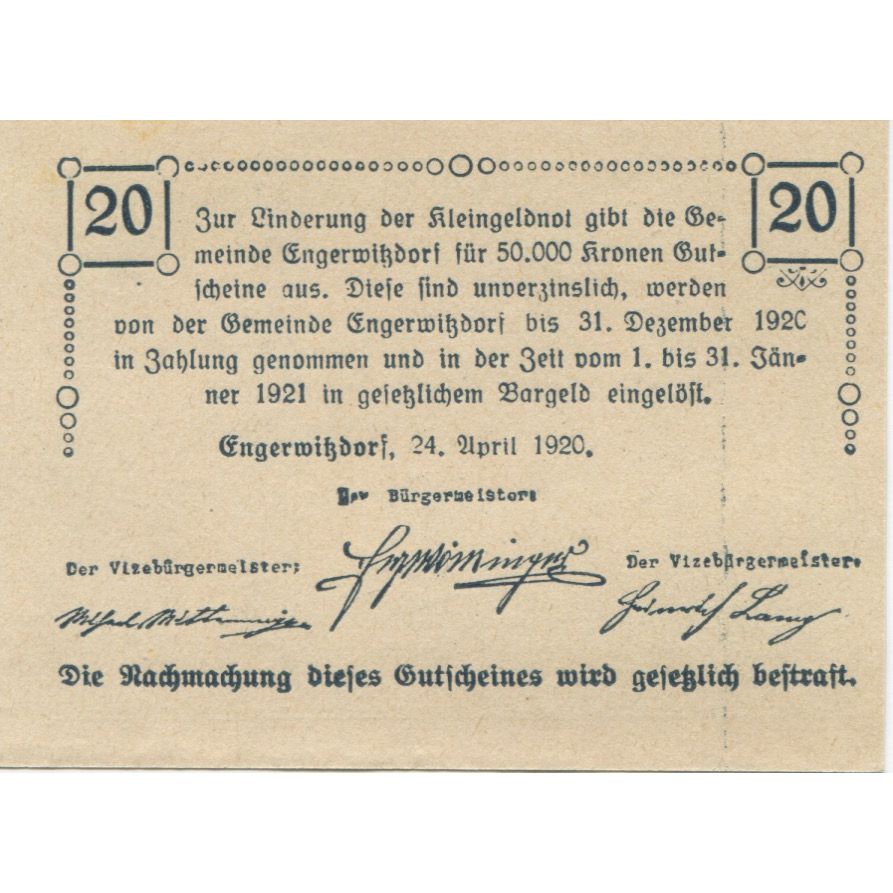 20
20
Zur Linderung der Kleingeldnot gibt die Ge-
meinde Engerwitzdorf für 50.000 Kronen Gut-
scheine aus. Diese sind unverzinslich, werden
von der Gemeinde Engerwitzdorf bis 31. Dezember 1920
in Zahlung genommen und in der Zeit vom 1. bis 31. Jän-
ner 1921 in gesetzlichem Bargeld eingelöst.
Engerwitzdorf, 24. April 1920.
Der Bürgermeister:
Der Vizebürgermeister:
Der Vizebürgermeister:
Heinrich Lang
Die Nachmachung dieses Gutscheines wird gesetzlich bestraft.